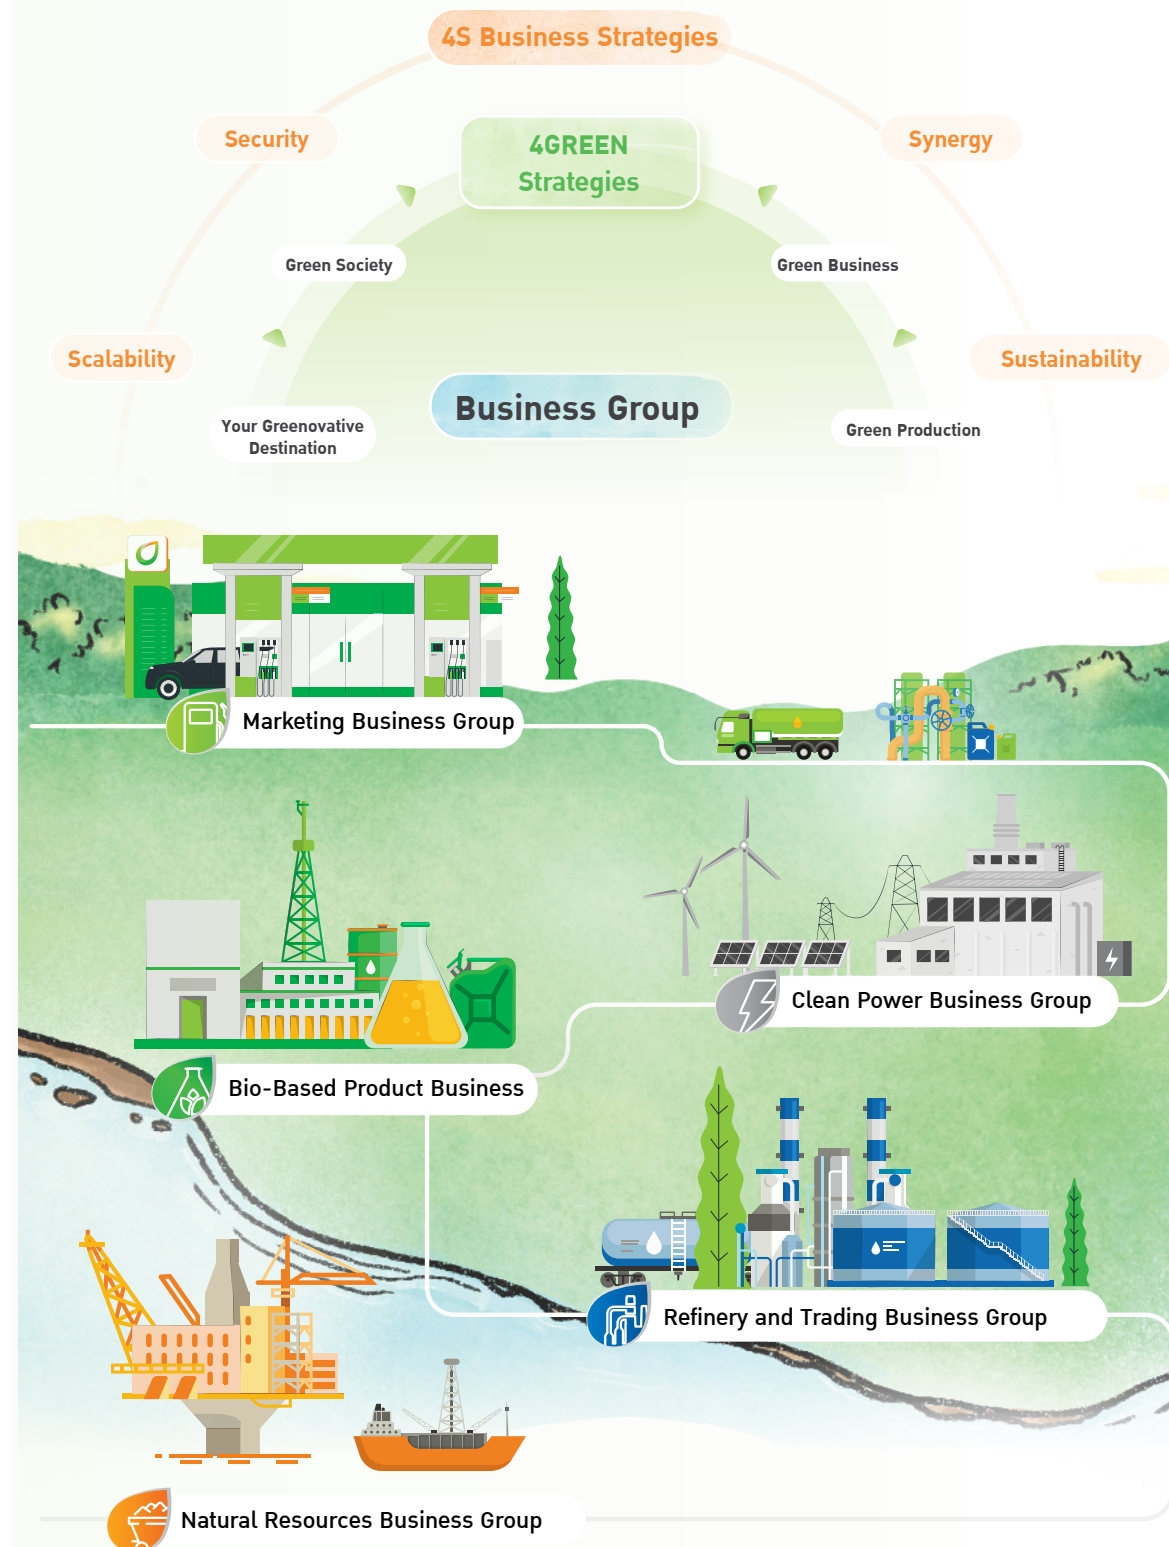 4S Business Strategies
Security
4GREEN
Strategies
Synergy
Green Society
Green Business
Scalability
Sustainability
Business Group
Your Greenovative
Destination
Green Production
Marketing Business Group
Clean Power Business Group
Bio-Based Product Business
Refinery and Trading Business Group
Natural Resources Business Group